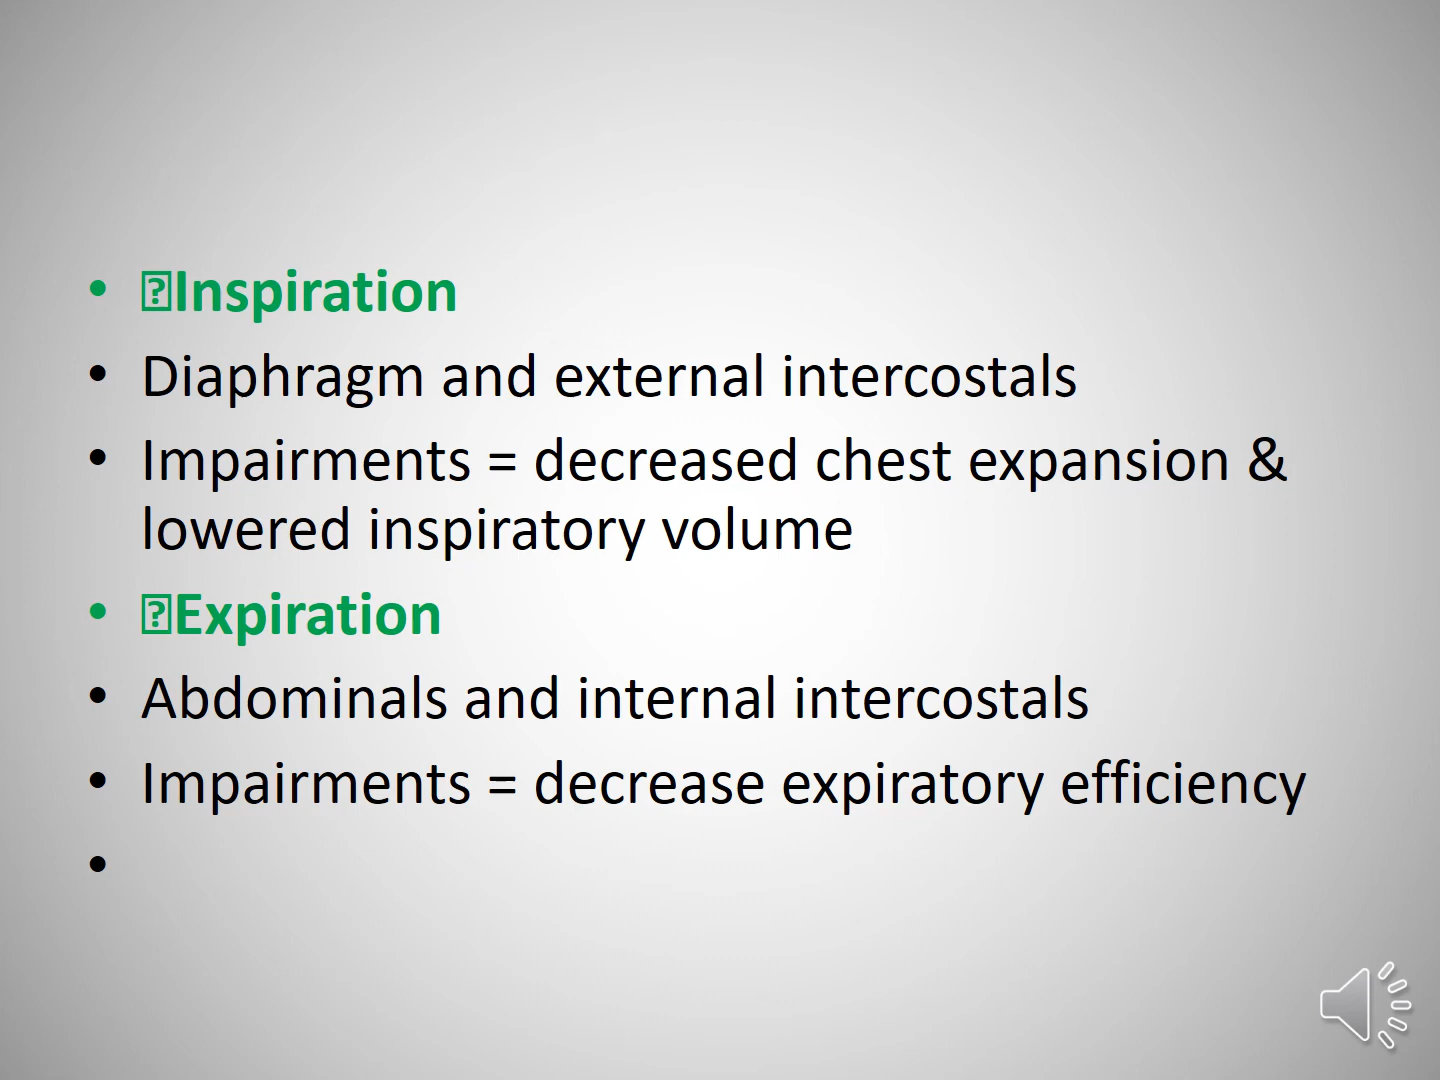 • Inspiration
• Diaphragm and external intercostals
• Impairments = decreased chest expansion &
lowered inspiratory volume
• Expiration
• Abdominals and internal intercostals
• Impairments = decrease expiratory efficiency
•